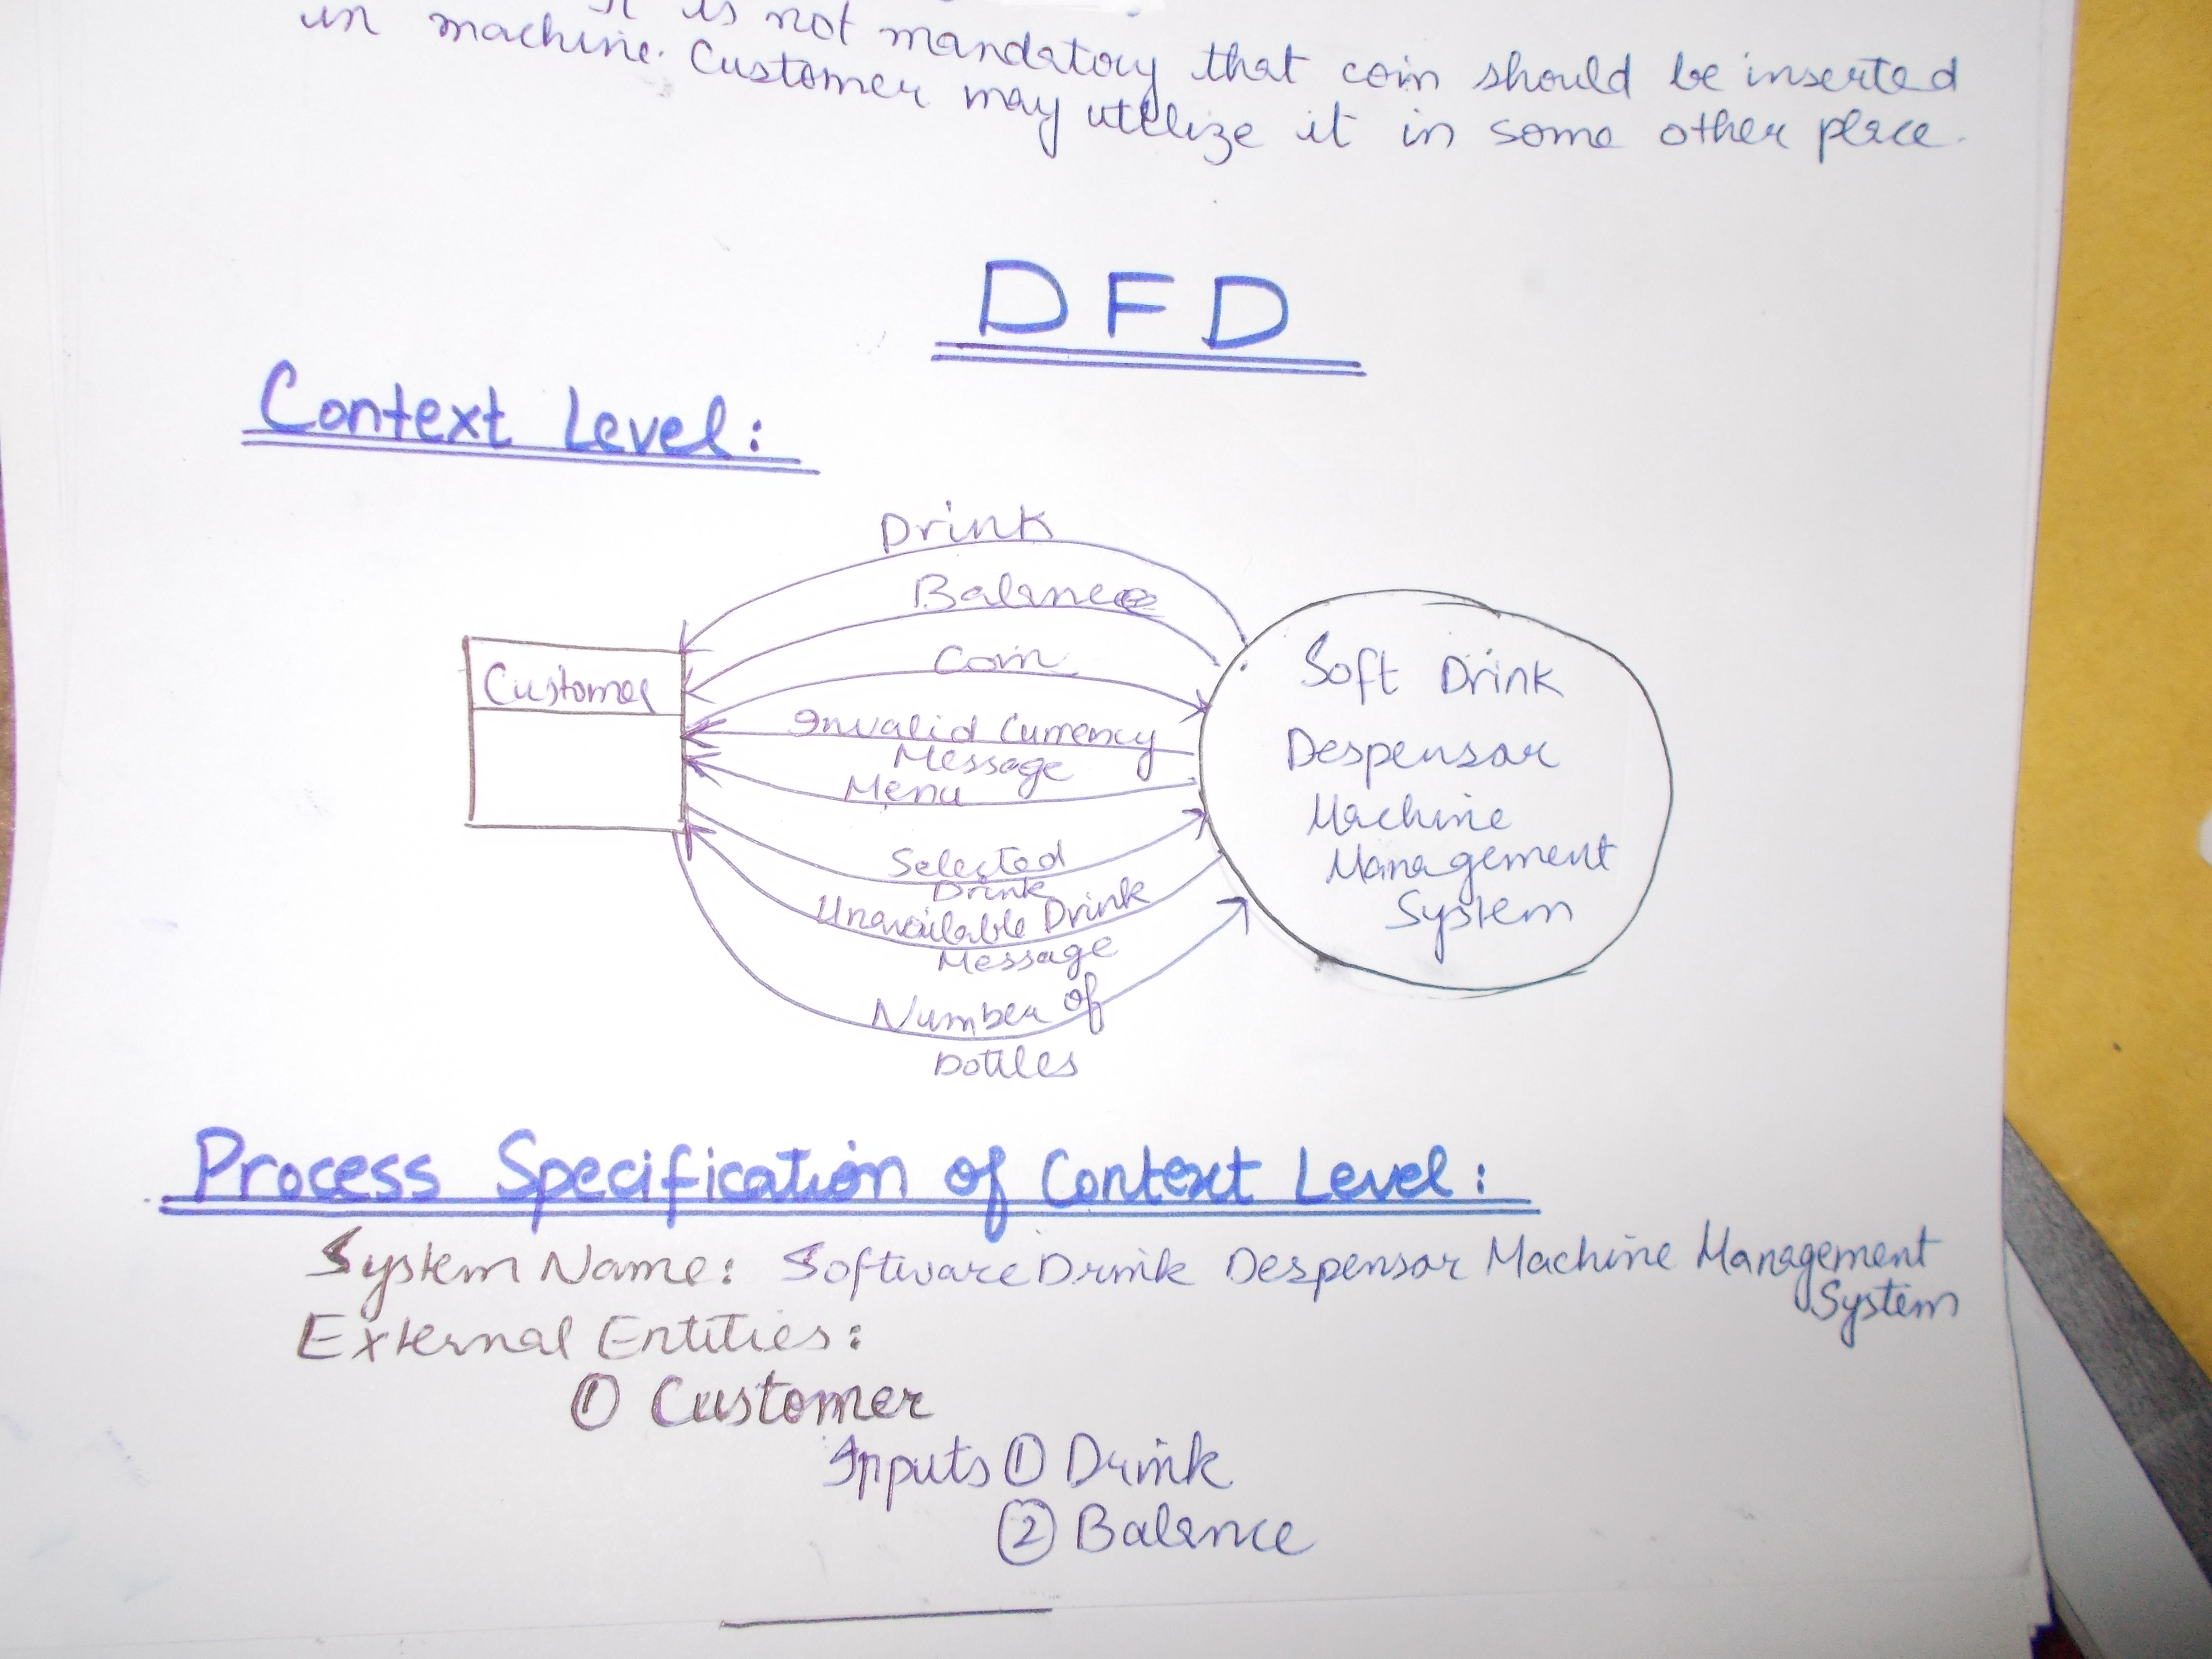 It is not mandatory that coin should be inserted
in machine. Customer may utilize it in some other place.
DFD
Context Level:
Drink
Balance
Coin
Customer
Invalid Currency
Message
Menu
Selected
Drink
Unavailable Drink
Message
Number of
bottles
Soft Drink
Despensar
Machine
Management
System
Process Specification of Context Level:
System Name: Software Drink Despensar Machine Management
System
External Entities:
① Customer
Inputs ① Drink
② Balance